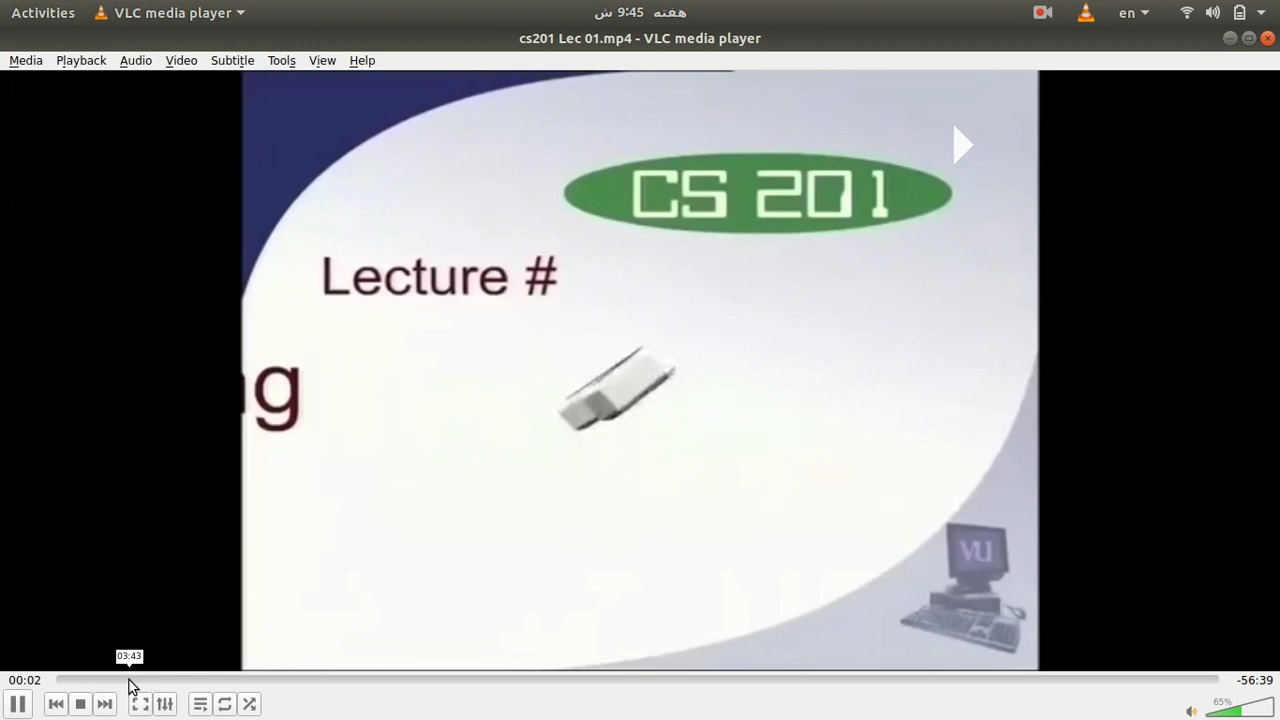 Activities VLC media player هفته 9:45 ش en
cs201 Lec 01.mp4 - VLC media player
Media Playback Audio Video Subtitle Tools View Help
CS 201
Lecture #
g
VU
03:43
00:02 -56:39
65%